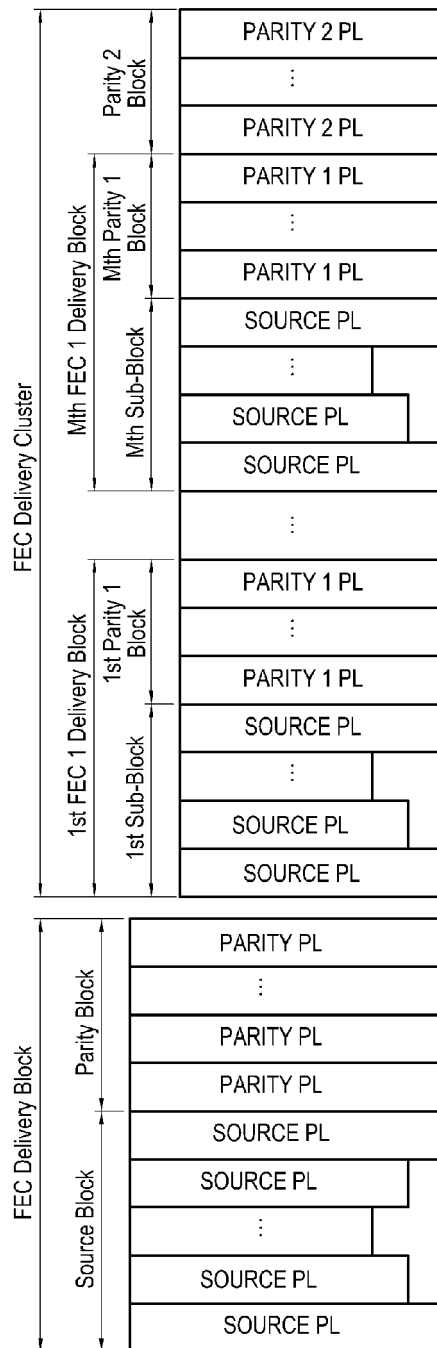 FEC Delivery Cluster
Parity 2
Block
Mth FEC 1 Delivery Block
Mth Parity 1
Block
Mth Sub-Block
1st FEC 1 Delivery Block
1st Parity 1
Block
1st Sub-Block
PARITY 2 PL
⋮
PARITY 2 PL
PARITY 1 PL
⋮
PARITY 1 PL
SOURCE PL
⋮
SOURCE PL
SOURCE PL
⋮
PARITY 1 PL
⋮
PARITY 1 PL
SOURCE PL
⋮
SOURCE PL
SOURCE PL
FEC Delivery Block
Parity Block
Source Block
PARITY PL
⋮
PARITY PL
PARITY PL
SOURCE PL
SOURCE PL
⋮
SOURCE PL
SOURCE PL